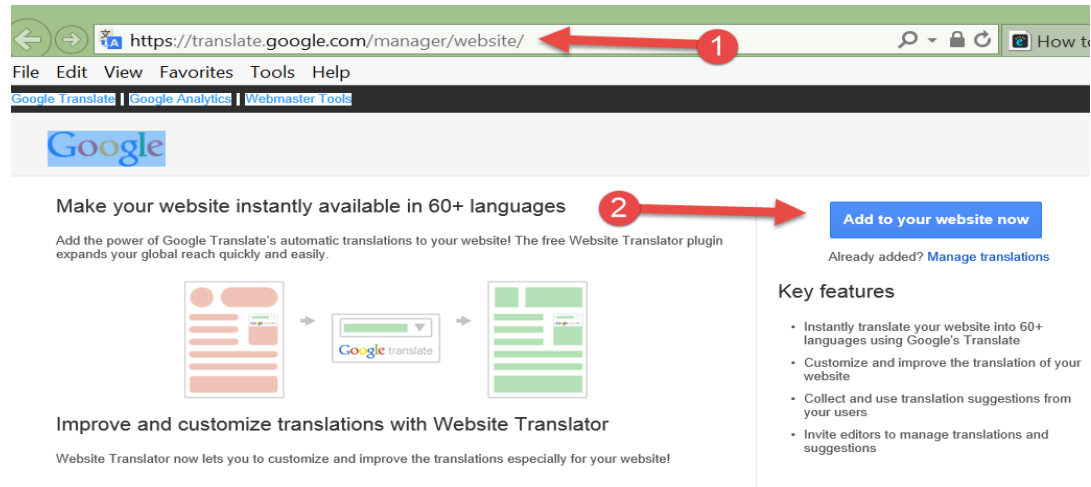 https://translate.google.com/manager/website/
1
How to
File Edit View Favorites Tools Help
Google Translate | Google Analytics | Webmaster Tools
Google
Make your website instantly available in 60+ languages
2
Add to your website now
Add the power of Google Translate's automatic translations to your website! The free Website Translator plugin
expands your global reach quickly and easily.
Already added? Manage translations
Key features
Google translate
• Instantly translate your website into 60+
languages using Google's Translate
• Customize and improve the translation of your
website
• Collect and use translation suggestions from
your users
• Invite editors to manage translations and
suggestions
Improve and customize translations with Website Translator
Website Translator now lets you to customize and improve the translations especially for your website!